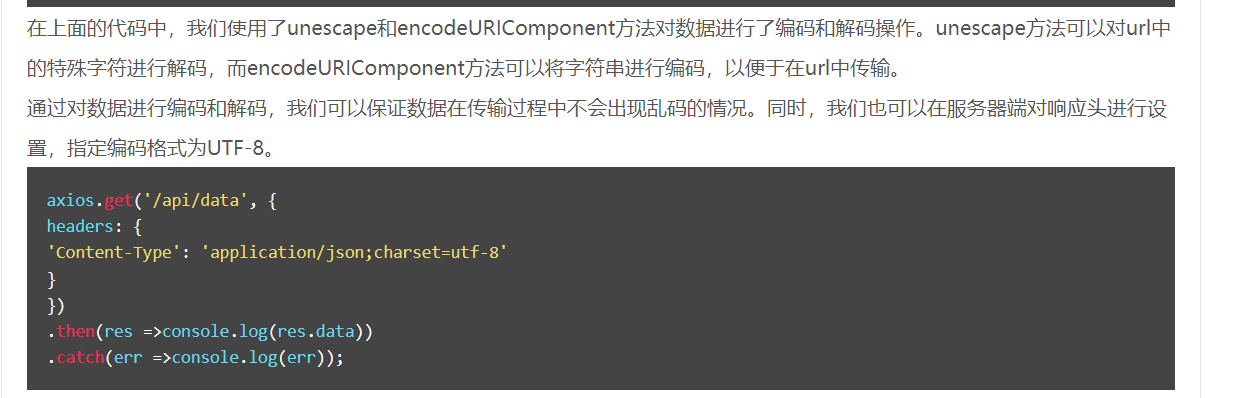 在上面的代码中，我们使用了unescape和encodeURIComponent方法对数据进行了编码和解码操作。unescape方法可以对url中
的特殊字符进行解码，而encodeURIComponent方法可以将字符串进行编码，以便于在url中传输。
通过对数据进行编码和解码，我们可以保证数据在传输过程中不会出现乱码的情况。同时，我们也可以在服务器端对响应头进行设
置，指定编码格式为UTF-8。
axios.get('/api/data', {
headers: {
'Content-Type': 'application/json;charset=utf-8'
}
})
.then(res =>console.log(res.data))
.catch(err =>console.log(err));